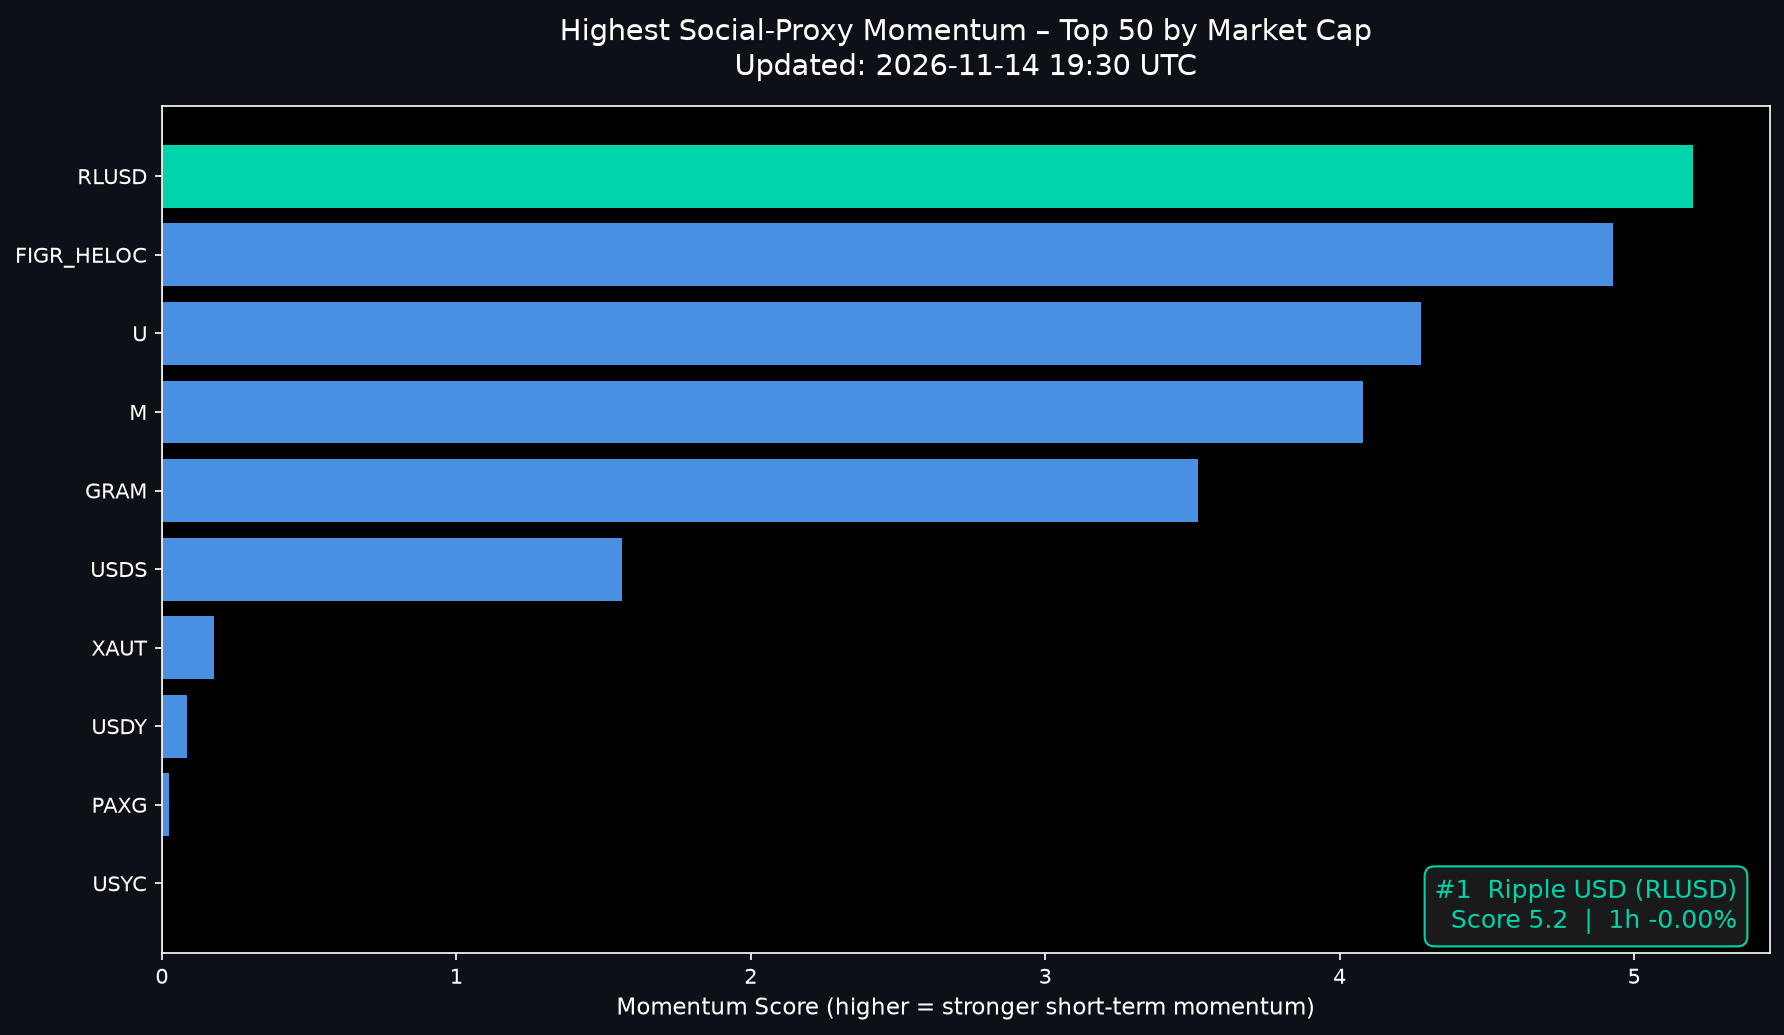 Highest Social-Proxy Momentum – Top 50 by Market Cap
Updated: 2026-11-14 19:30 UTC
RLUSD
FIGR_HELOC
U
M
GRAM
USDS
XAUT
USDY
PAXG
USYC
#1  Ripple USD (RLUSD)
Score 5.2  |  1h -0.00%
0 1 2 3 4 5
Momentum Score (higher = stronger short-term momentum)